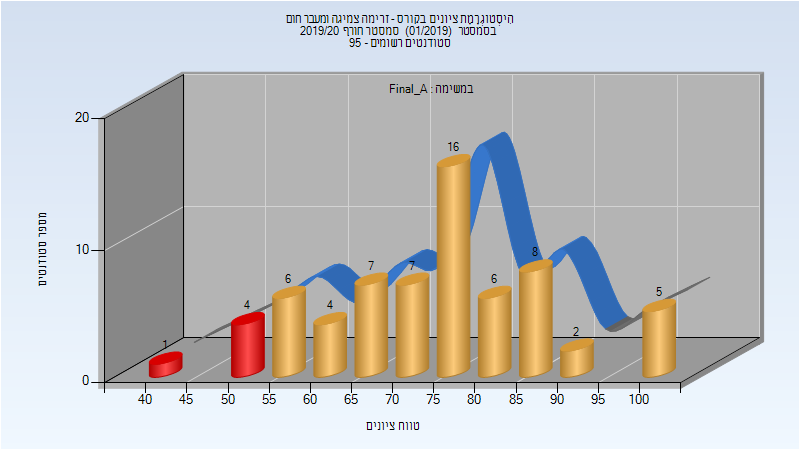 היסטוגרמת ציונים בקורס - זרימה צמיגה ומעבר חום
בסמסטר (01/2019) סמסטר חורף 2019/20
סטודנטים רשומים - 95
במשימה : Final_A
מספר סטודנטים
20
10
0
1
4
6
4
7
7
16
6
8
2
5
40 45 50 55 60 65 70 75 80 85 90 95 100
טווח ציונים